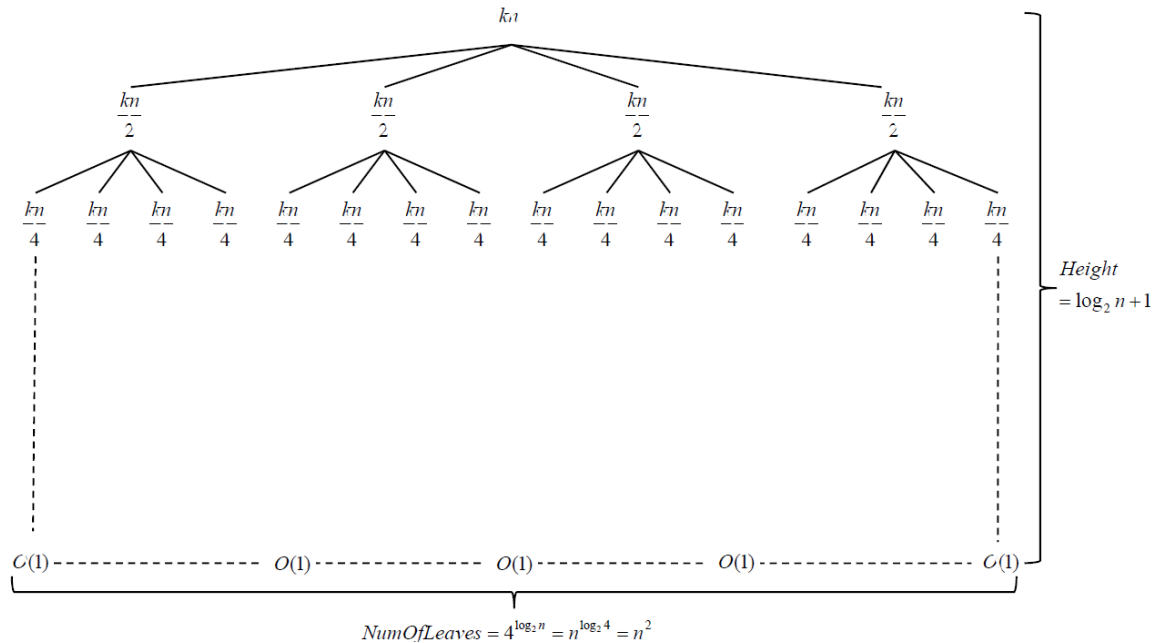 kn
kn/2 kn/2 kn/2 kn/2
kn/4 kn/4 kn/4 kn/4 kn/4 kn/4 kn/4 kn/4 kn/4 kn/4 kn/4 kn/4 kn/4 kn/4 kn/4 kn/4
Height
= log₂ n + 1
O(1) O(1) O(1) O(1) O(1)
NumOfLeaves = 4^(log₂ n) = n^(log₂ 4) = n²